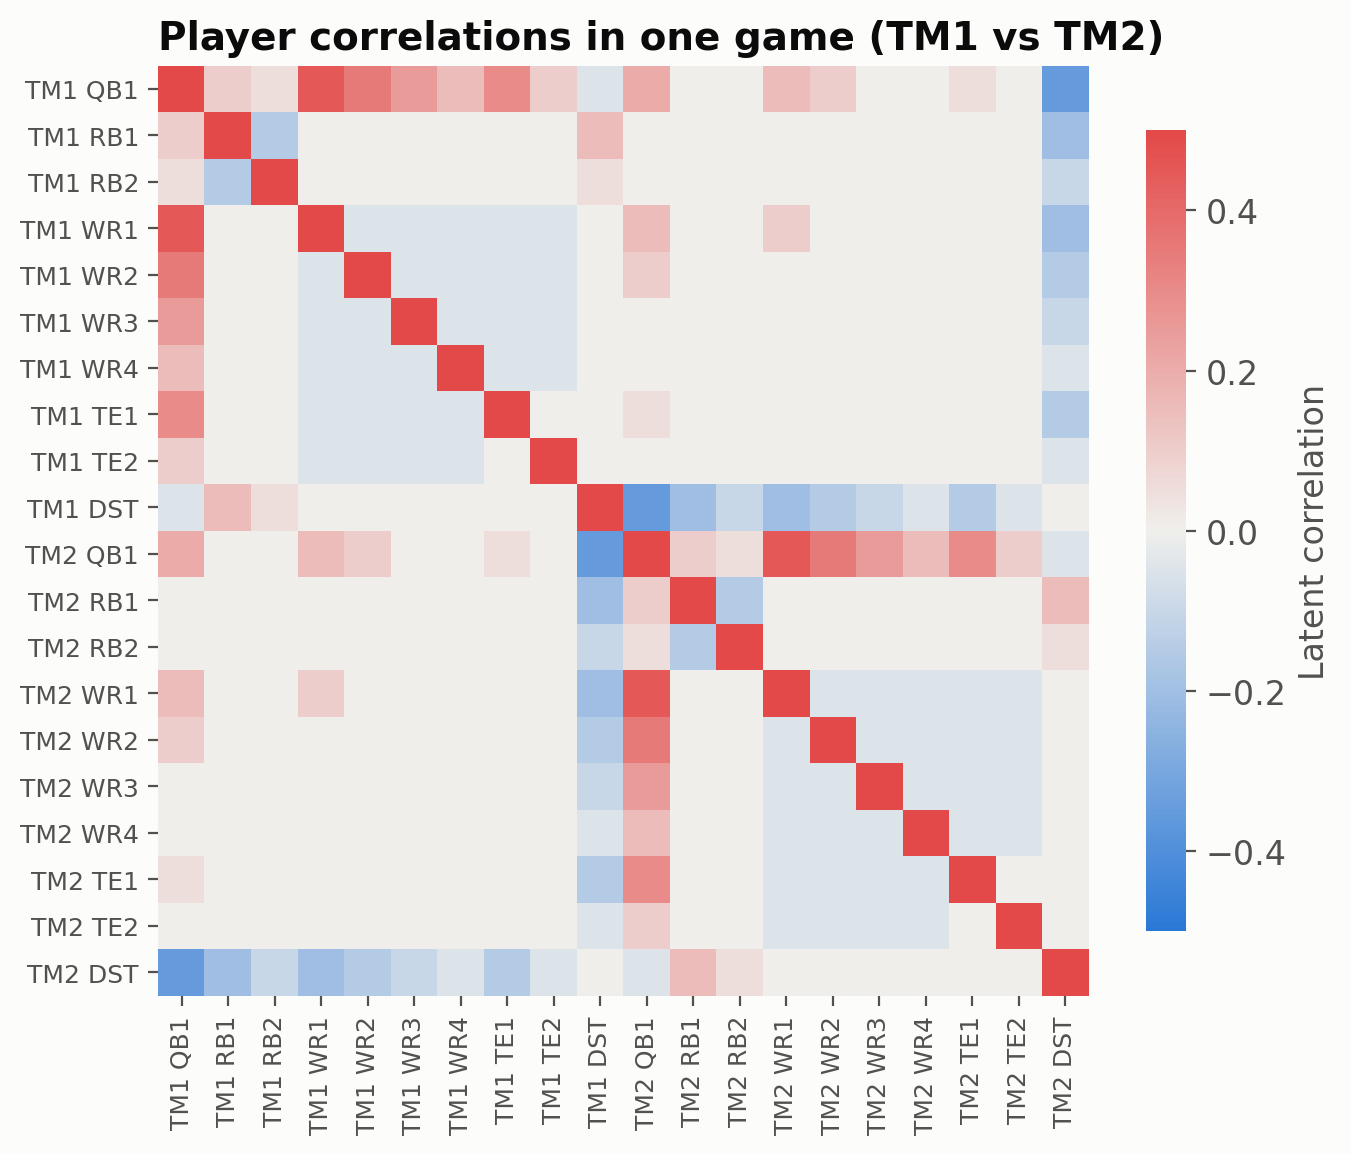 Player correlations in one game (TM1 vs TM2)
TM1 QB1
TM1 RB1
TM1 RB2
TM1 WR1
TM1 WR2
TM1 WR3
TM1 WR4
TM1 TE1
TM1 TE2
TM1 DST
TM2 QB1
TM2 RB1
TM2 RB2
TM2 WR1
TM2 WR2
TM2 WR3
TM2 WR4
TM2 TE1
TM2 TE2
TM2 DST
TM1 QB1
TM1 RB1
TM1 RB2
TM1 WR1
TM1 WR2
TM1 WR3
TM1 WR4
TM1 TE1
TM1 TE2
TM1 DST
TM2 QB1
TM2 RB1
TM2 RB2
TM2 WR1
TM2 WR2
TM2 WR3
TM2 WR4
TM2 TE1
TM2 TE2
TM2 DST
0.4
0.2
0.0
−0.2
−0.4
Latent correlation